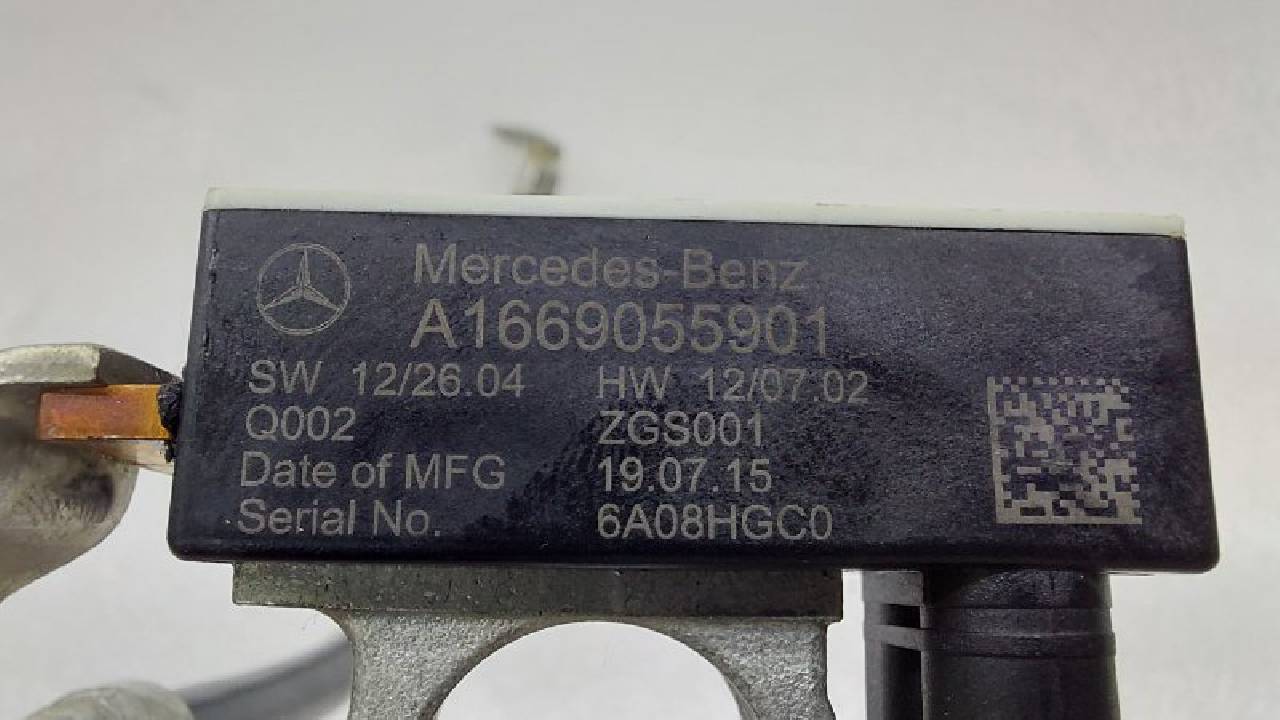 Mercedes-Benz
A1669055901
SW 12/26.04 HW 12/07.02
Q002 ZGS001
Date of MFG 19.07.15
Serial No. 6A08HGC0